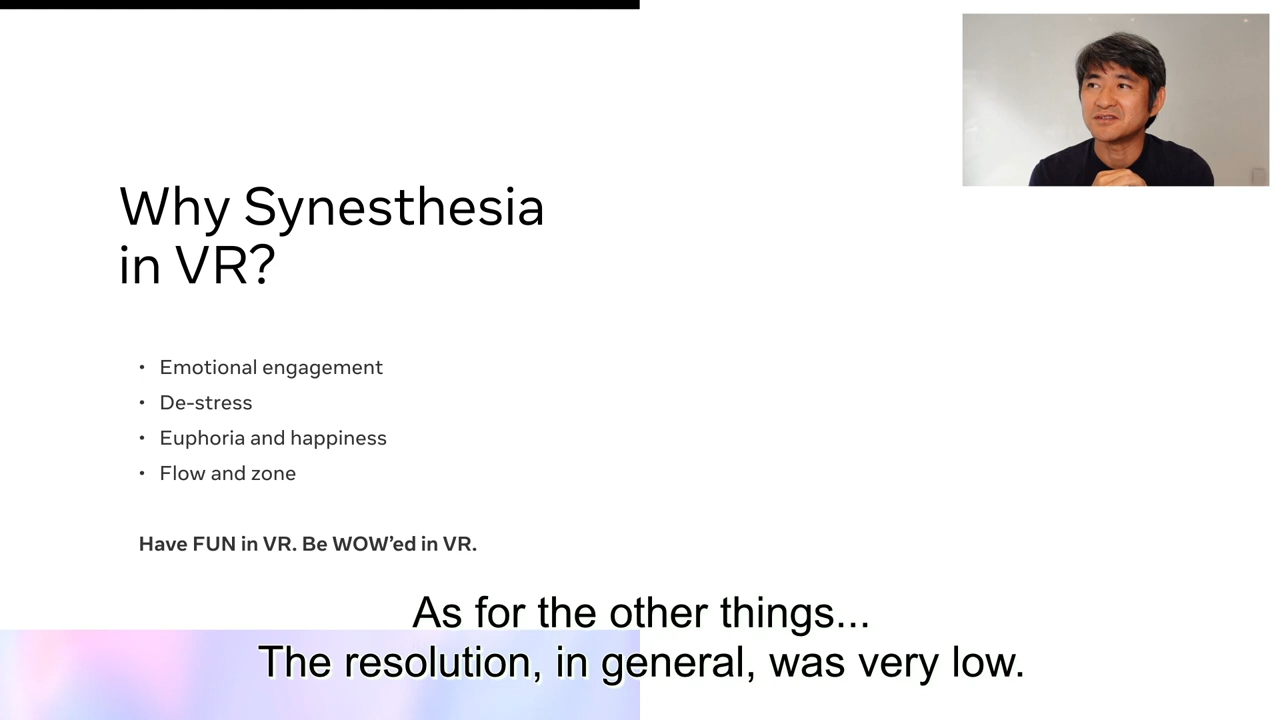 Why Synesthesia
in VR?
• Emotional engagement
• De-stress
• Euphoria and happiness
• Flow and zone
Have FUN in VR. Be WOW’ed in VR.
As for the other things...
The resolution, in general, was very low.